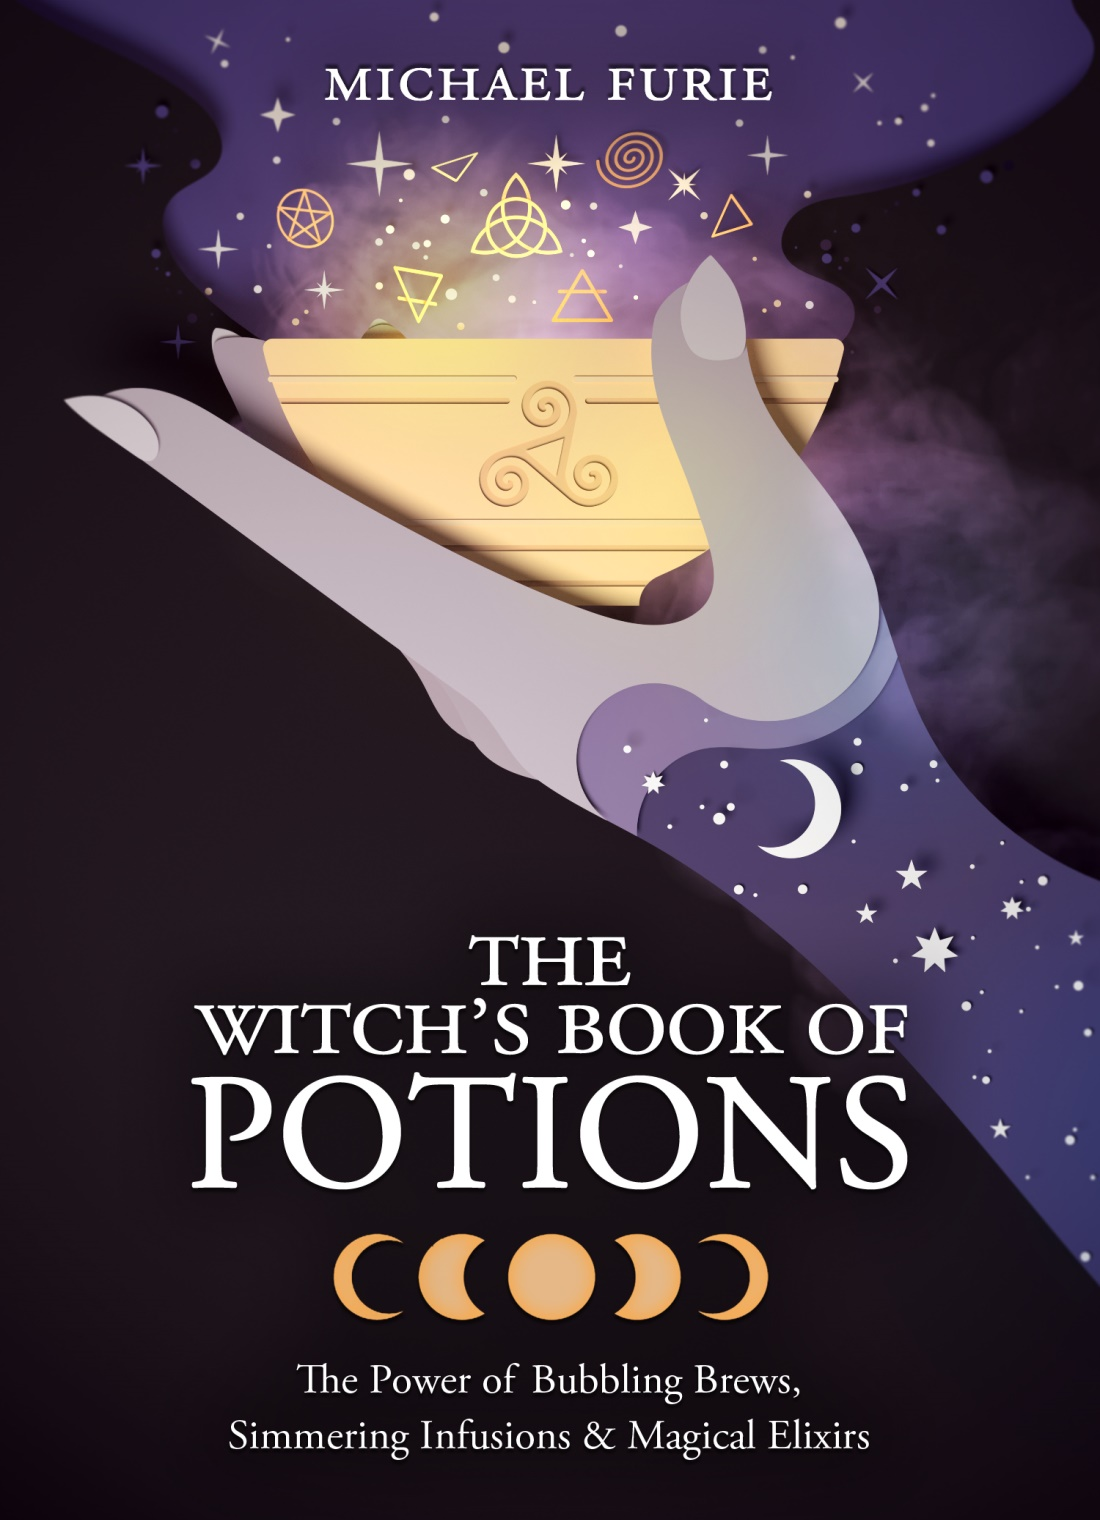 MICHAEL FURIE
THE
WITCH’S BOOK OF
POTIONS
The Power of Bubbling Brews,
Simmering Infusions & Magical Elixirs